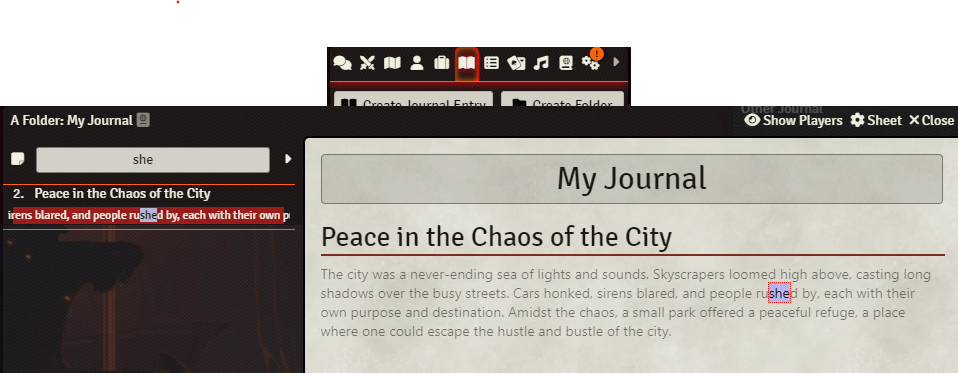 Create Journal Entry Create Folder
Other Journal
A Folder: My Journal Show Players Sheet Close
she
2. Peace in the Chaos of the City
irens blared, and people rushed by, each with their own p
My Journal
Peace in the Chaos of the City
The city was a never-ending sea of lights and sounds. Skyscrapers loomed high above, casting long
shadows over the busy streets. Cars honked, sirens blared, and people rushed by, each with their
own purpose and destination. Amidst the chaos, a small park offered a peaceful refuge, a place
where one could escape the hustle and bustle of the city.